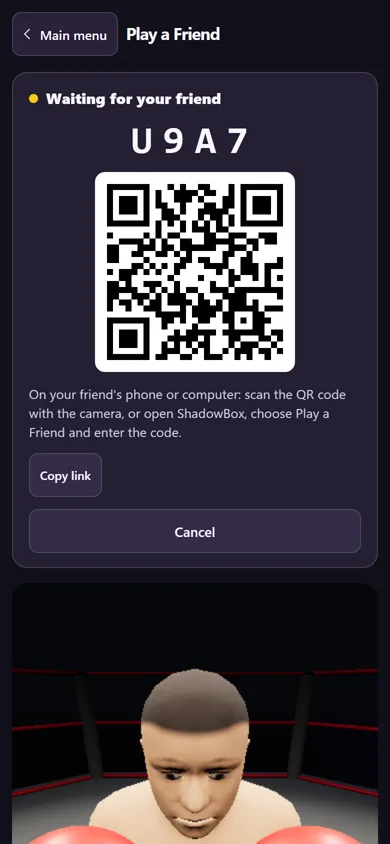 Main menu
Play a Friend
Waiting for your friend
U9A7
On your friend's phone or computer: scan the QR code
with the camera, or open ShadowBox, choose Play a
Friend and enter the code.
Copy link
Cancel